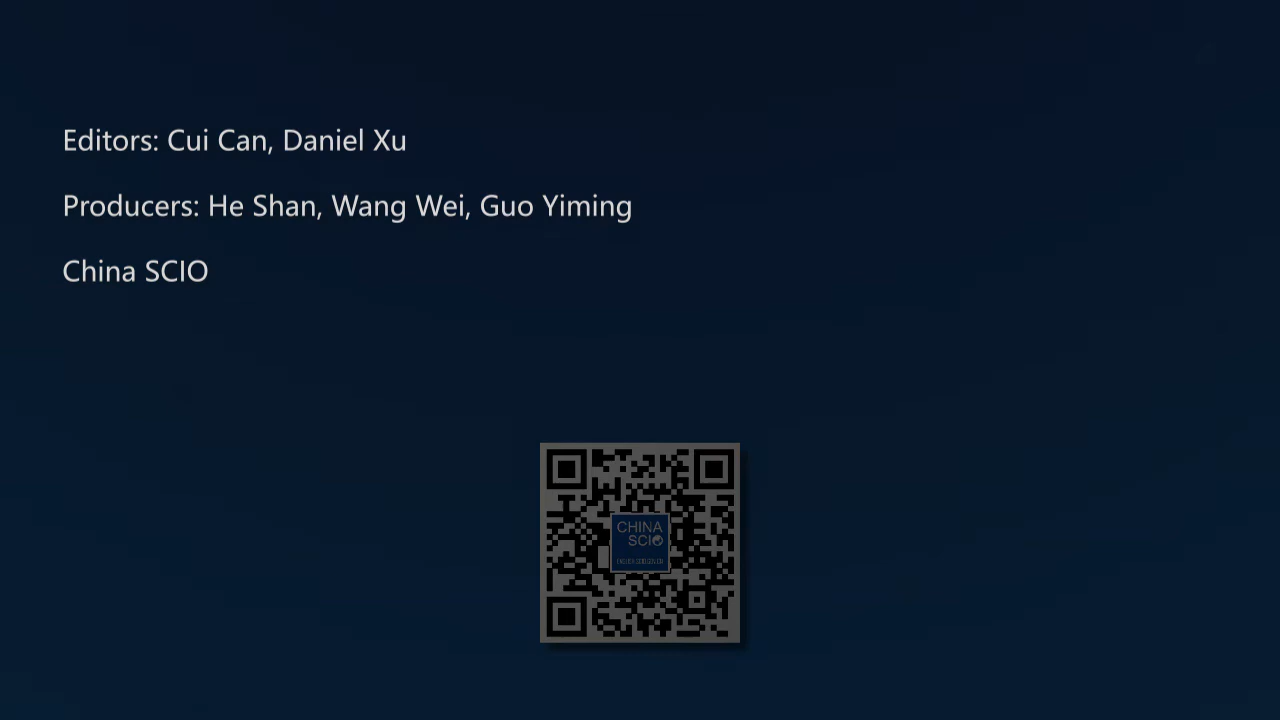 Editors: Cui Can, Daniel Xu
Producers: He Shan, Wang Wei, Guo Yiming
China SCIO
CHINA
SCIO